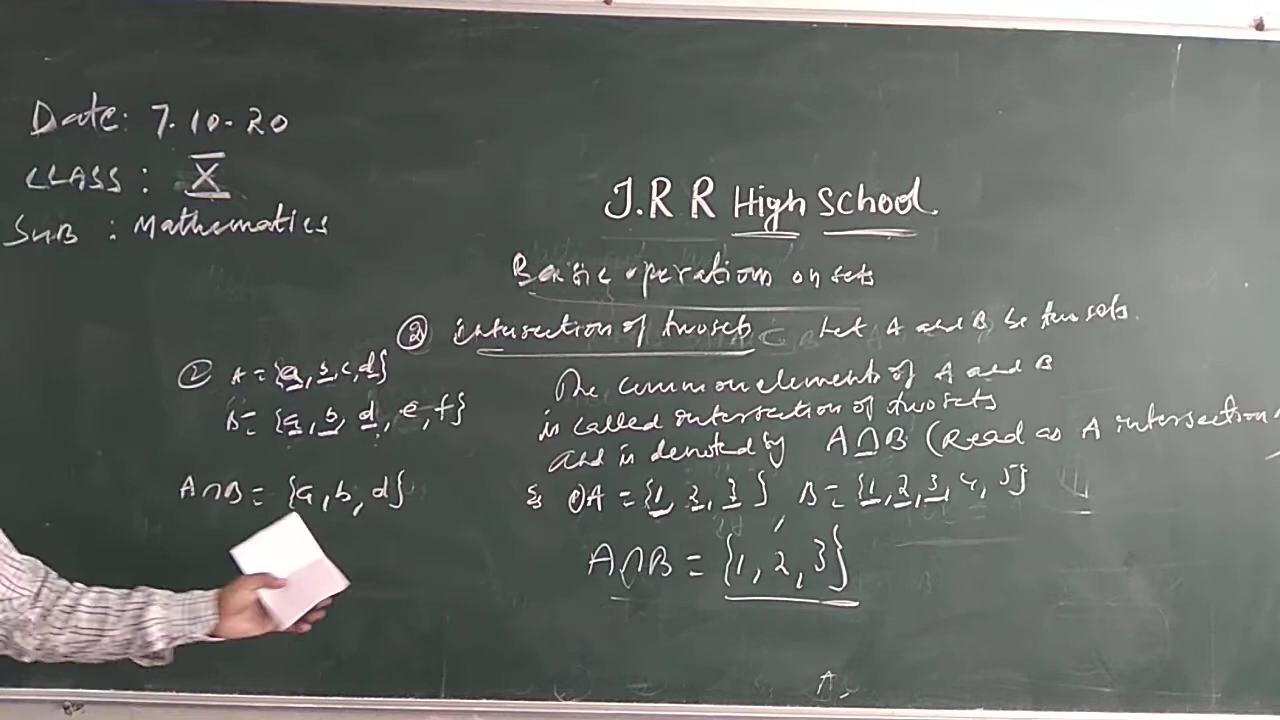 Date: 7.10.20
CLASS : X
SUB : Mathematics
J.R R High School.
Basic operations on sets
② intersection of two sets : Let A and B be two sets.
The common elements of A and B
is called intersection of two sets
and is denoted by A∩B (Read as A intersection
① A = {1, 2, 3} , B = {1, 2, 3, 4, 5}
A∩B = {1, 2, 3}
② A = {a, b, c, d}
B = {a, b, d, e, f}
A∩B = {a, b, d}
A,